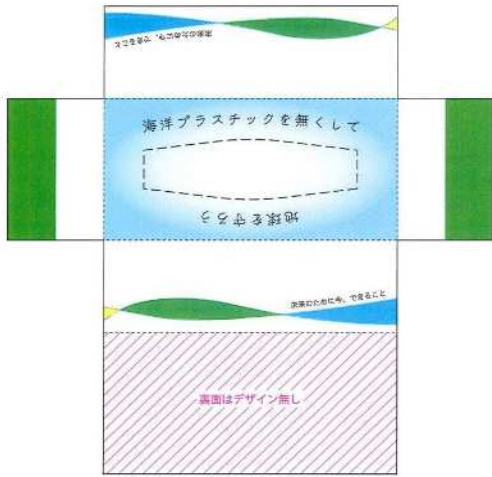 未来のために今、できること
海洋プラスチックを無くして
地球を守ろう
未来のために今、できること
裏面はデザイン無し